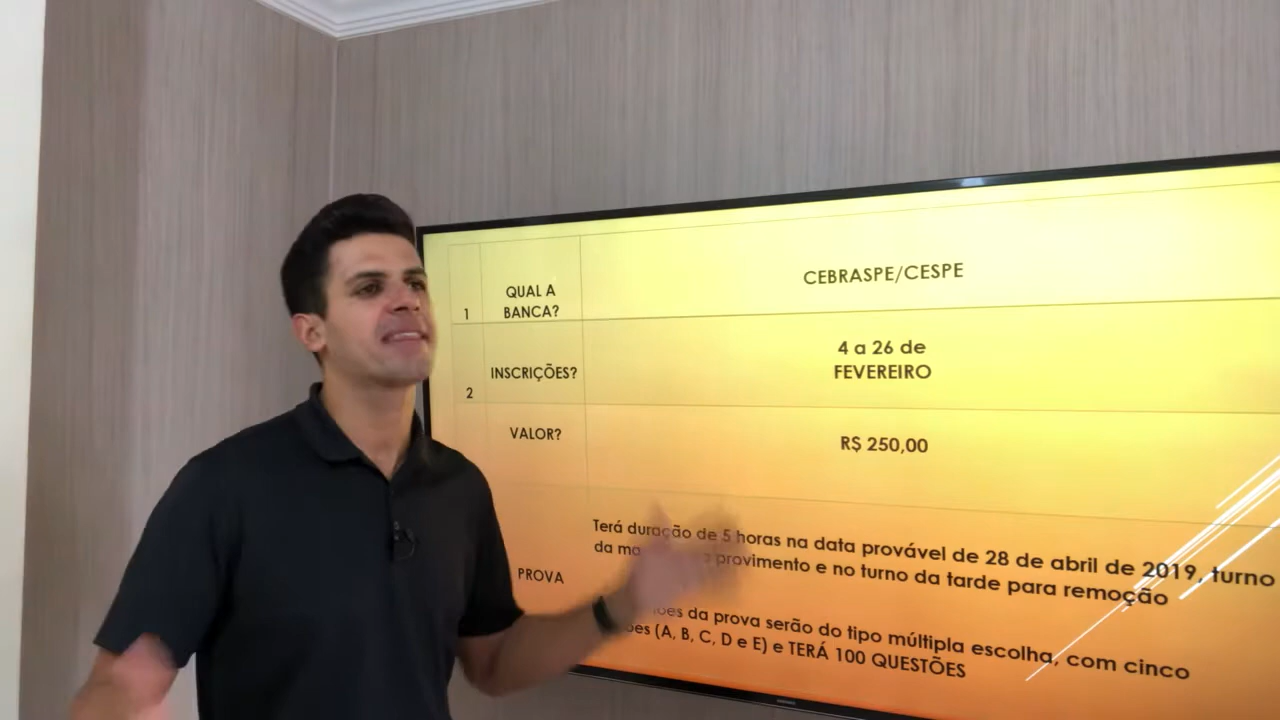 1
QUAL A
BANCA?
CEBRASPE/CESPE
2
INSCRIÇÕES?
4 a 26 de
FEVEREIRO
VALOR?
R$ 250,00
PROVA
Terá duração de 5 horas na data provável de 28 de abril de 2019, turno
da provimento e no turno da tarde para remoção
da prova serão do tipo múltipla escolha, com cinco
(A, B, C, D e E) e TERÁ 100 QUESTÕES